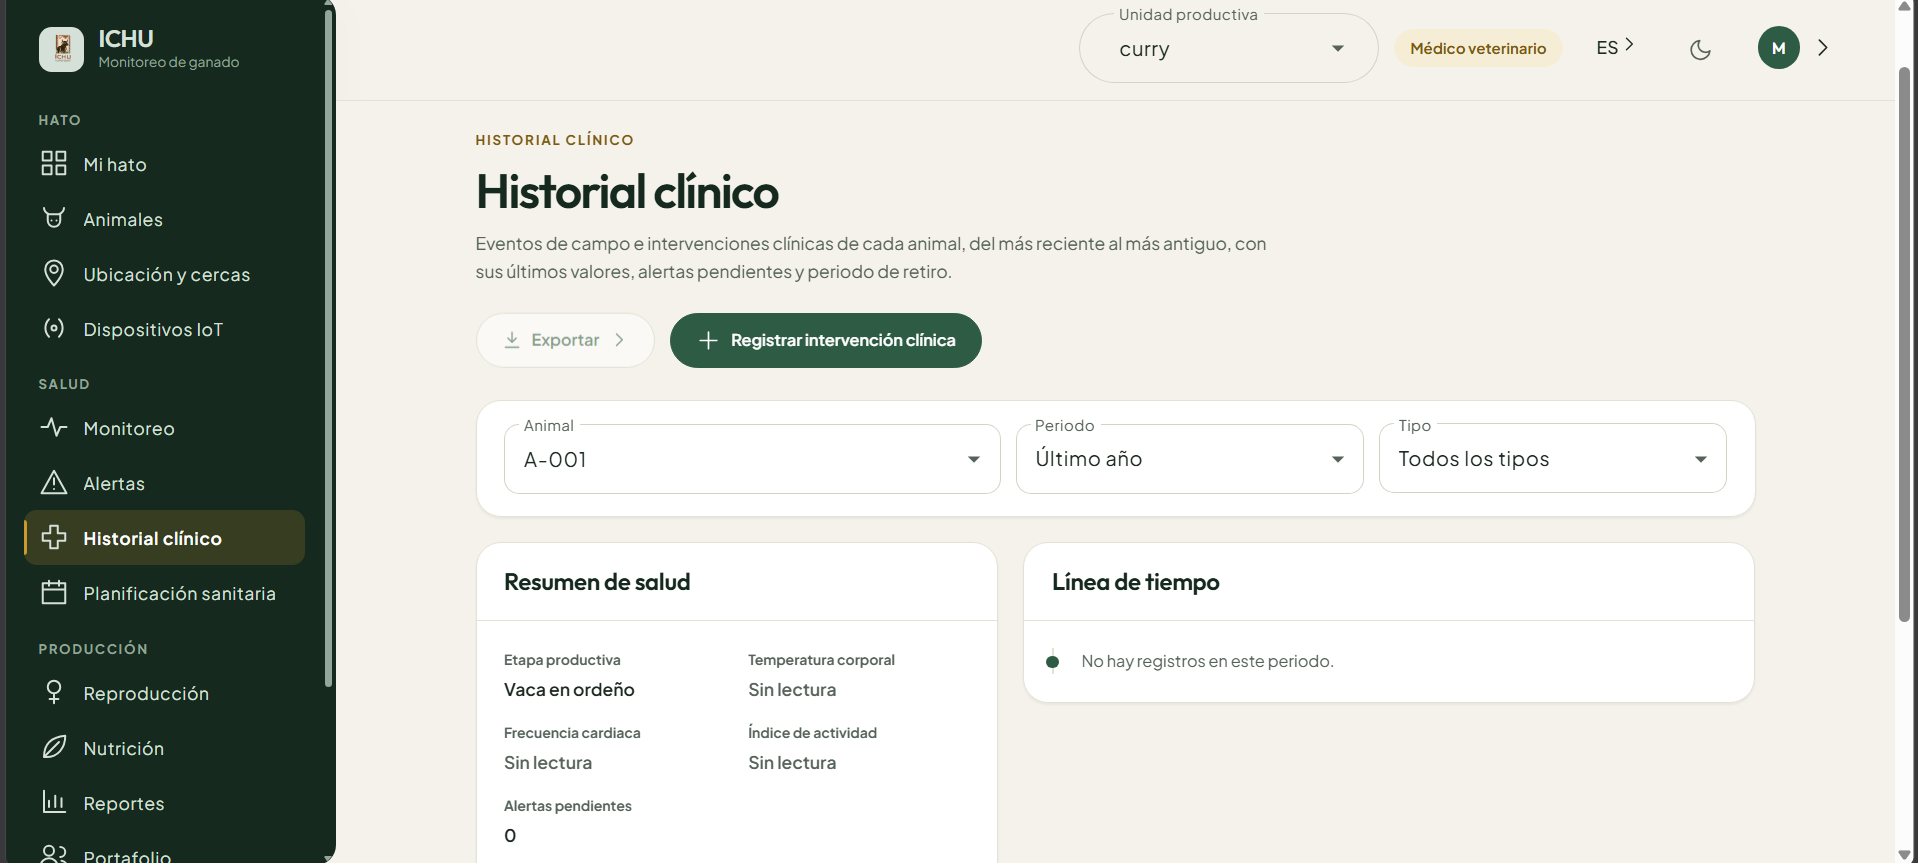 ICHU
Monitoreo de ganado
HATO
Mi hato
Animales
Ubicación y cercas
Dispositivos IoT
SALUD
Monitoreo
Alertas
Historial clínico
Planificación sanitaria
PRODUCCIÓN
Reproducción
Nutrición
Reportes
Portafolio
Unidad productiva
curry
Médico veterinario
ES
M
HISTORIAL CLÍNICO
Historial clínico
Eventos de campo e intervenciones clínicas de cada animal, del más reciente al más antiguo, con
sus últimos valores, alertas pendientes y periodo de retiro.
Exportar
Registrar intervención clínica
Animal
A-001
Periodo
Último año
Tipo
Todos los tipos
Resumen de salud
Etapa productiva
Vaca en ordeño
Temperatura corporal
Sin lectura
Frecuencia cardiaca
Sin lectura
Índice de actividad
Sin lectura
Alertas pendientes
0
Línea de tiempo
No hay registros en este periodo.